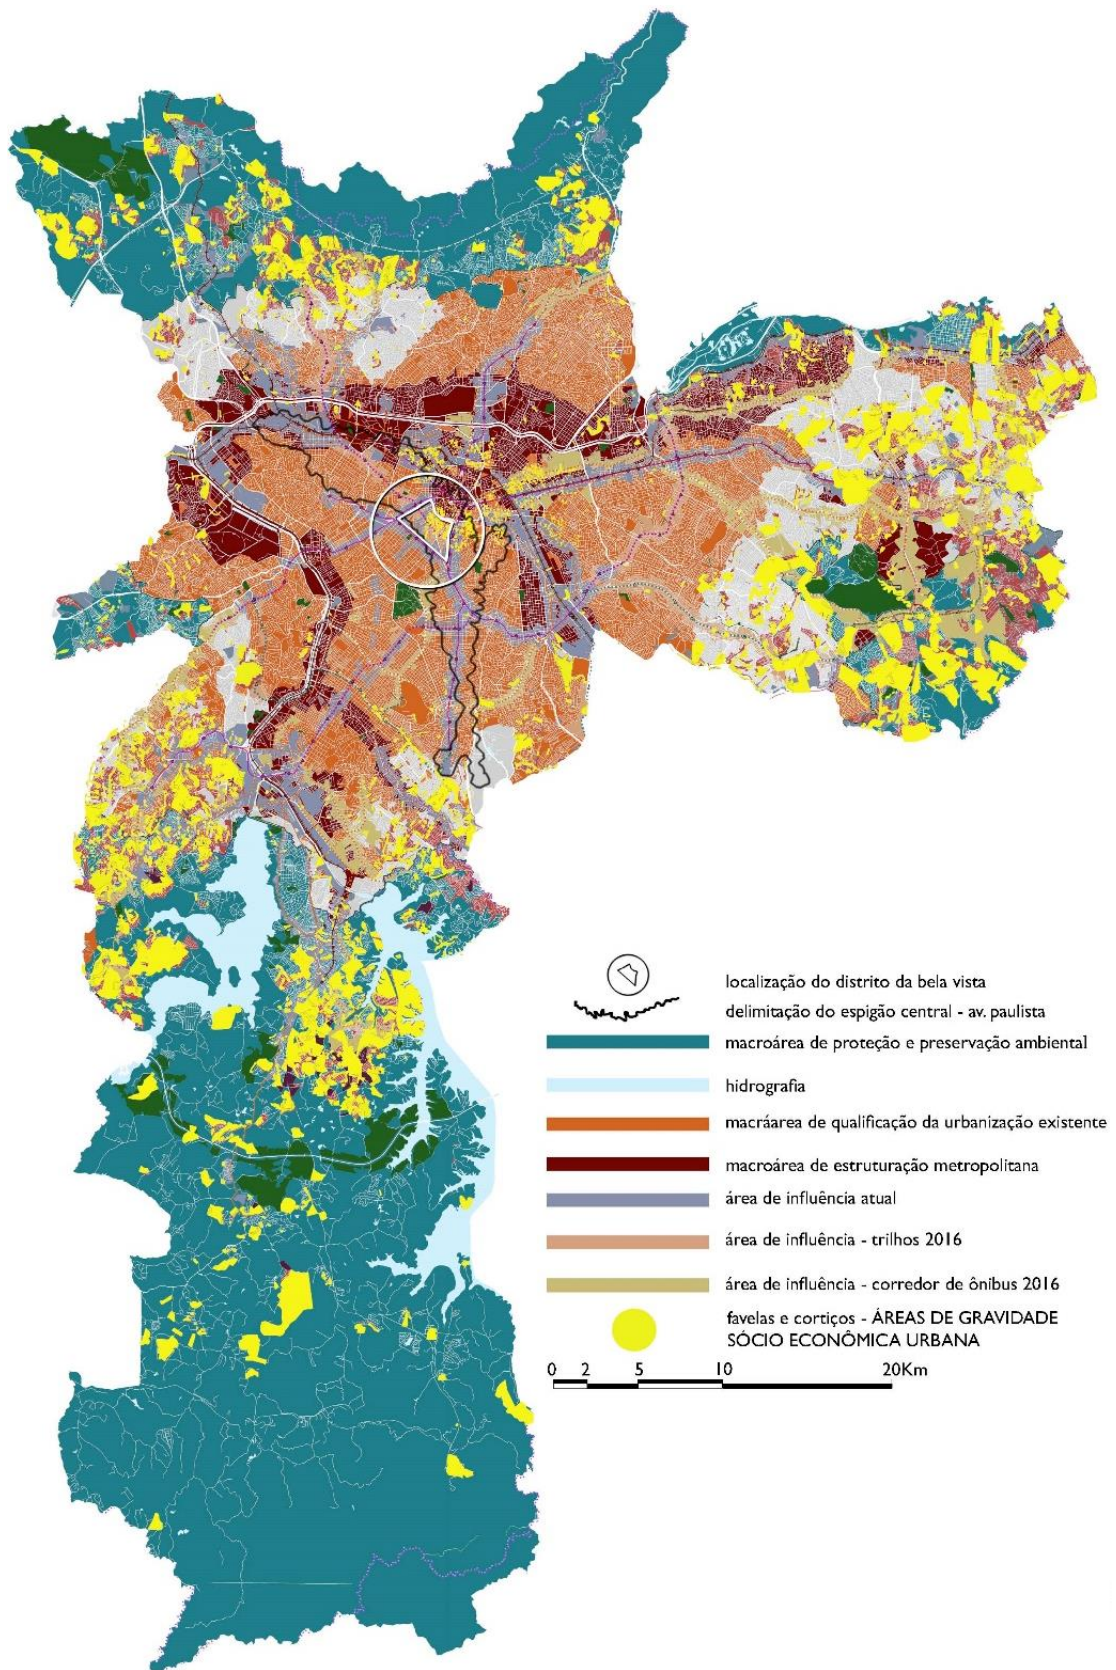 localização do distrito da bela vista
delimitação do espigão central - av. paulista
macroárea de proteção e preservação ambiental
hidrografia
macráarea de qualificação da urbanização existente
macroárea de estruturação metropolitana
área de influência atual
área de influência - trilhos 2016
área de influência - corredor de ônibus 2016
favelas e cortiços - ÁREAS DE GRAVIDADE
SÓCIO ECONÔMICA URBANA
0 2 5 10 20Km